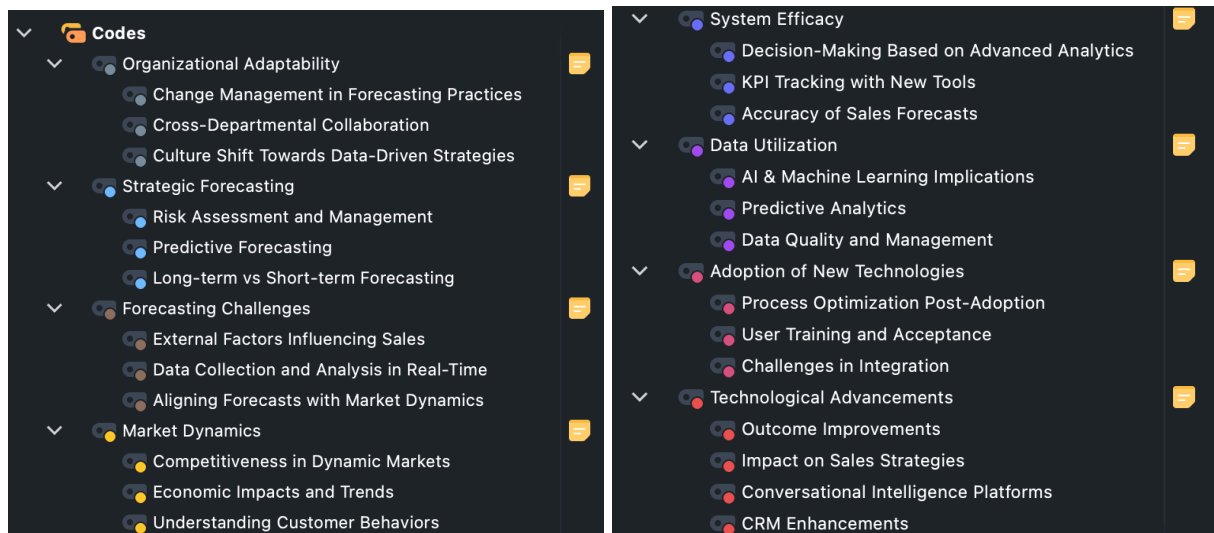 Codes
Organizational Adaptability
Change Management in Forecasting Practices
Cross-Departmental Collaboration
Culture Shift Towards Data-Driven Strategies
Strategic Forecasting
Risk Assessment and Management
Predictive Forecasting
Long-term vs Short-term Forecasting
Forecasting Challenges
External Factors Influencing Sales
Data Collection and Analysis in Real-Time
Aligning Forecasts with Market Dynamics
Market Dynamics
Competitiveness in Dynamic Markets
Economic Impacts and Trends
Understanding Customer Behaviors
System Efficacy
Decision-Making Based on Advanced Analytics
KPI Tracking with New Tools
Accuracy of Sales Forecasts
Data Utilization
AI & Machine Learning Implications
Predictive Analytics
Data Quality and Management
Adoption of New Technologies
Process Optimization Post-Adoption
User Training and Acceptance
Challenges in Integration
Technological Advancements
Outcome Improvements
Impact on Sales Strategies
Conversational Intelligence Platforms
CRM Enhancements